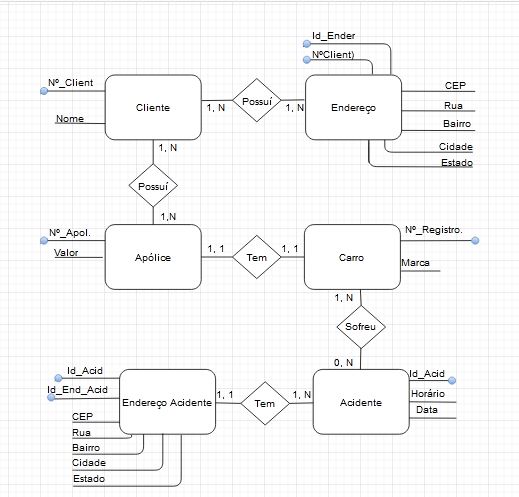 Id_Ender
NºClient)
Nº_Client
Nome
Cliente
1, N
Possuí
1, N
Endereço
CEP
Rua
Bairro
Cidade
Estado
1, N
Possuí
1,N
Nº_Apol.
Valor
Apólice
1, 1
Tem
1, 1
Carro
Nº_Registro.
Marca
1, N
Sofreu
0, N
Id_Acid
Id_End_Acid
CEP
Rua
Bairro
Cidade
Estado
Endereço Acidente
1, 1
Tem
1, N
Acidente
Id_Acid
Horário
Data